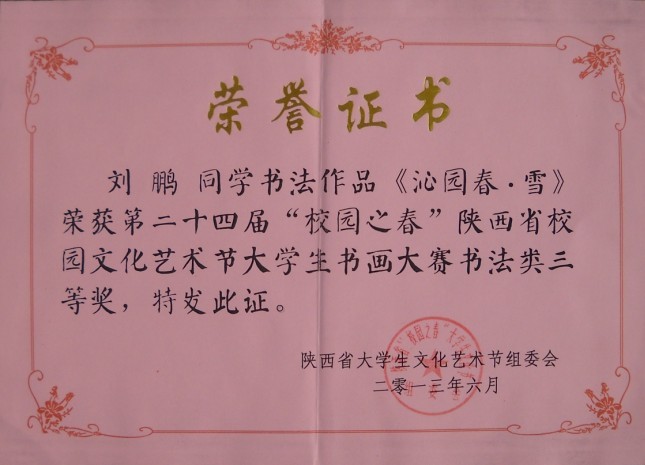 荣誉证书
刘 鹏 同学书法作品《沁园春·雪》
荣获第二十四届“校园之春”陕西省校
园文化艺术节大学生书画大赛书法类三
等奖，特发此证。
陕西省大学生文化艺术节组委会
二零一三年六月